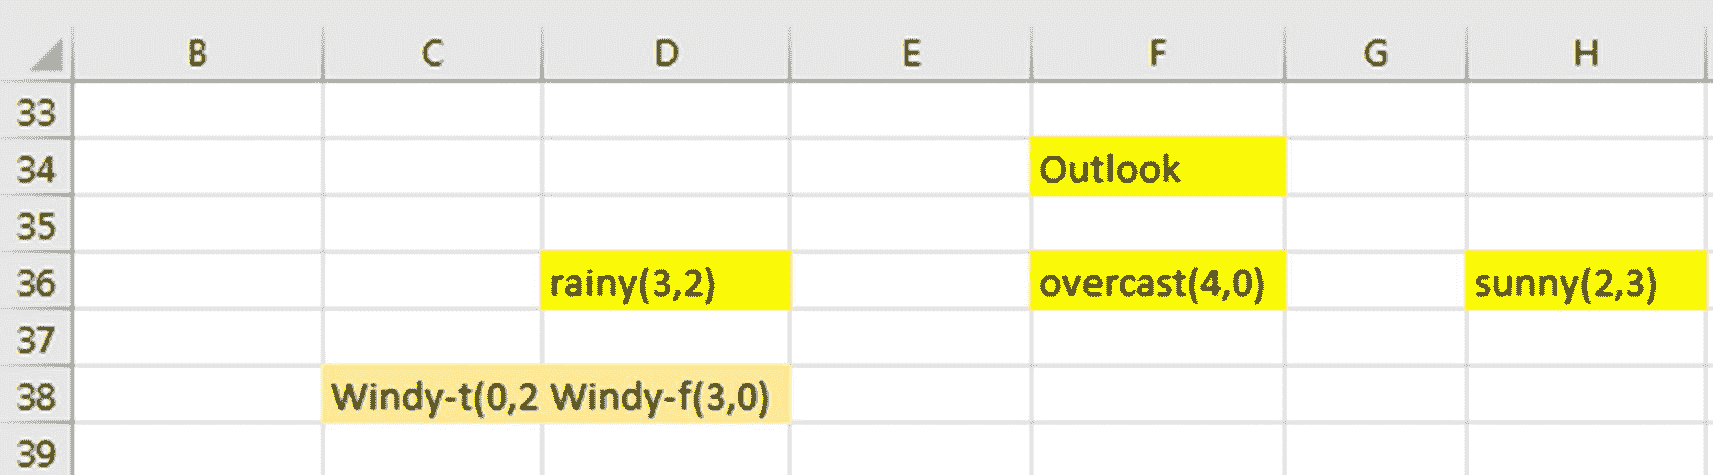 B C D E F G H
33
34 Outlook
35
36 rainy(3,2) overcast(4,0) sunny(2,3)
37
38 Windy-t(0,2 Windy-f(3,0)
39